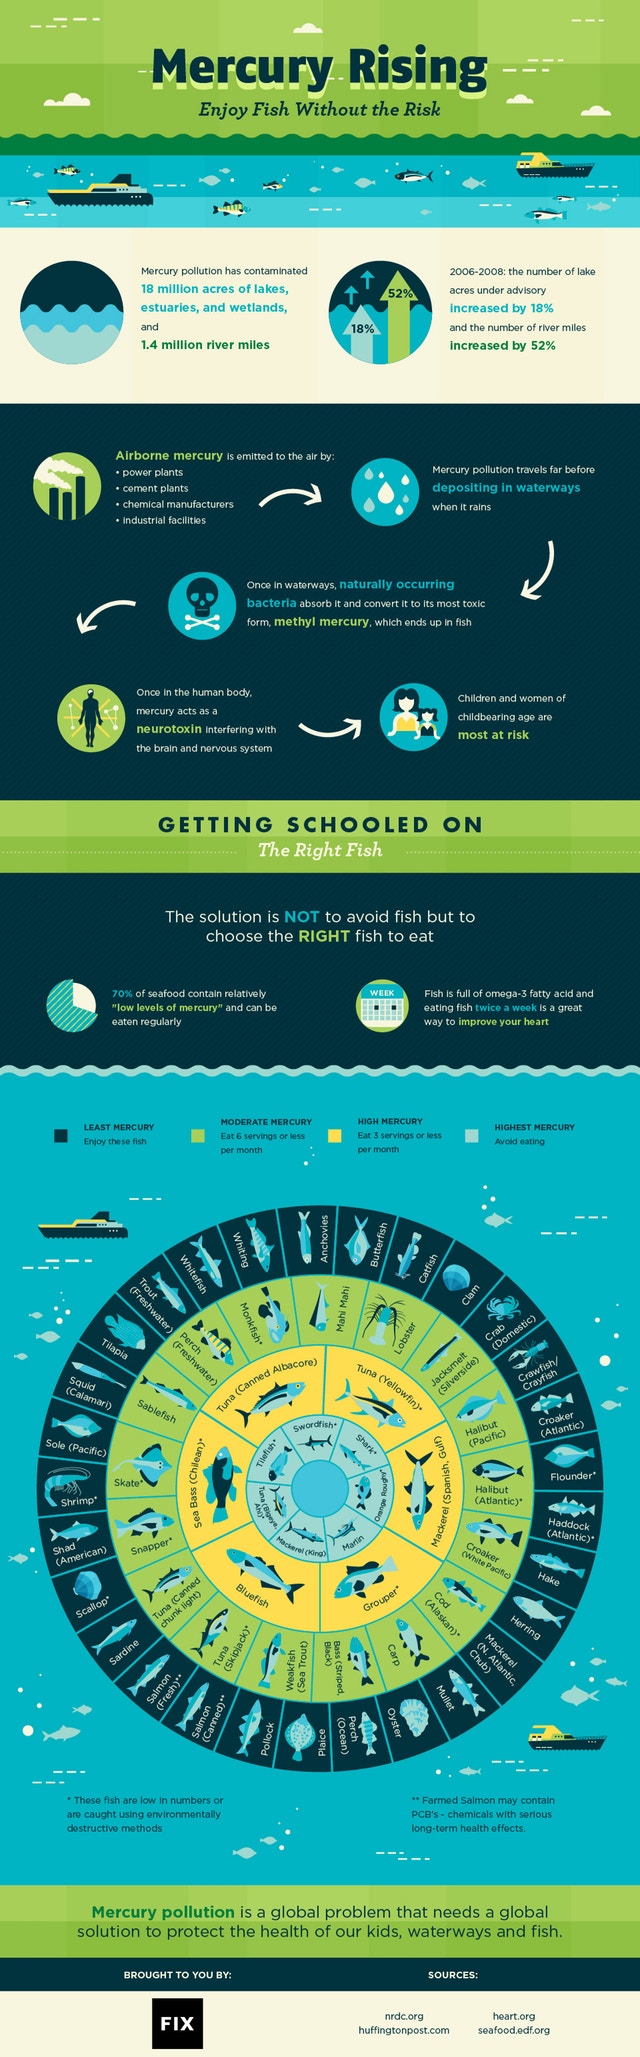 Mercury Rising
Enjoy Fish Without the Risk
Mercury pollution has contaminated
18 million acres of lakes,
estuaries, and wetlands,
and
1.4 million river miles
18%
52%
2006-2008: the number of lake
acres under advisory
increased by 18%
and the number of river miles
increased by 52%
Airborne mercury is emitted to the air by:
• power plants
• cement plants
• chemical manufacturers
• industrial facilities
Mercury pollution travels far before
depositing in waterways
when it rains
Once in waterways, naturally occurring
bacteria absorb it and convert it to its most toxic
form, methyl mercury, which ends up in fish
Once in the human body,
mercury acts as a
neurotoxin interfering with
the brain and nervous system
Children and women of
childbearing age are
most at risk
GETTING SCHOOLED ON
The Right Fish
The solution is NOT to avoid fish but to
choose the RIGHT fish to eat
70% of seafood contain relatively
"low levels of mercury" and can be
eaten regularly
WEEK
Fish is full of omega-3 fatty acid and
eating fish twice a week is a great
way to improve your heart
LEAST MERCURY
Enjoy these fish
MODERATE MERCURY
Eat 6 servings or less
per month
HIGH MERCURY
Eat 3 servings or less
per month
HIGHEST MERCURY
Avoid eating
Anchovies
Butterfish
Catfish
Clam
Crab
(Domestic)
Crawfish/
Crayfish
Croaker
(Atlantic)
Flounder*
Haddock
(Atlantic)*
Hake
Herring
Mackerel
(N. Atlantic,
Chub)
Mullet
Oyster
Perch
(Ocean)
Plaice
Pollock
Salmon
(Canned)**
Salmon
(Fresh)**
Sardine
Scallop*
Shad
(American)
Shrimp*
Sole (Pacific)
Squid
(Calamari)
Tilapia
Trout
(Freshwater)
Whitefish
Whiting
Mahi Mahi
Lobster
Jacksmelt
(Silverside)
Halibut
(Pacific)
Halibut
(Atlantic)*
Croaker
(White Pacific)
Cod
(Alaskan)*
Carp
Bass (Striped,
Black)
Weakfish
(Sea Trout)
Tuna
(Skipjack)*
Tuna (Canned
chunk light)
Snapper*
Skate*
Sablefish
Perch
(Freshwater)
Monkfish*
Tuna (Canned Albacore)
Tuna (Yellowfin)*
Mackerel (Spanish, Gulf)
Grouper*
Bluefish
Sea Bass (Chilean)*
Swordfish*
Shark*
Orange Roughy*
Marlin
Mackerel (King)
Tuna (Bigeye,
Ahi)*
Tilefish*
* These fish are low in numbers or
are caught using environmentally
destructive methods
** Farmed Salmon may contain
PCB's - chemicals with serious
long-term health effects.
Mercury pollution is a global problem that needs a global
solution to protect the health of our kids, waterways and fish.
BROUGHT TO YOU BY:
FIX
SOURCES:
nrdc.org
huffingtonpost.com
heart.org
seafood.edf.org